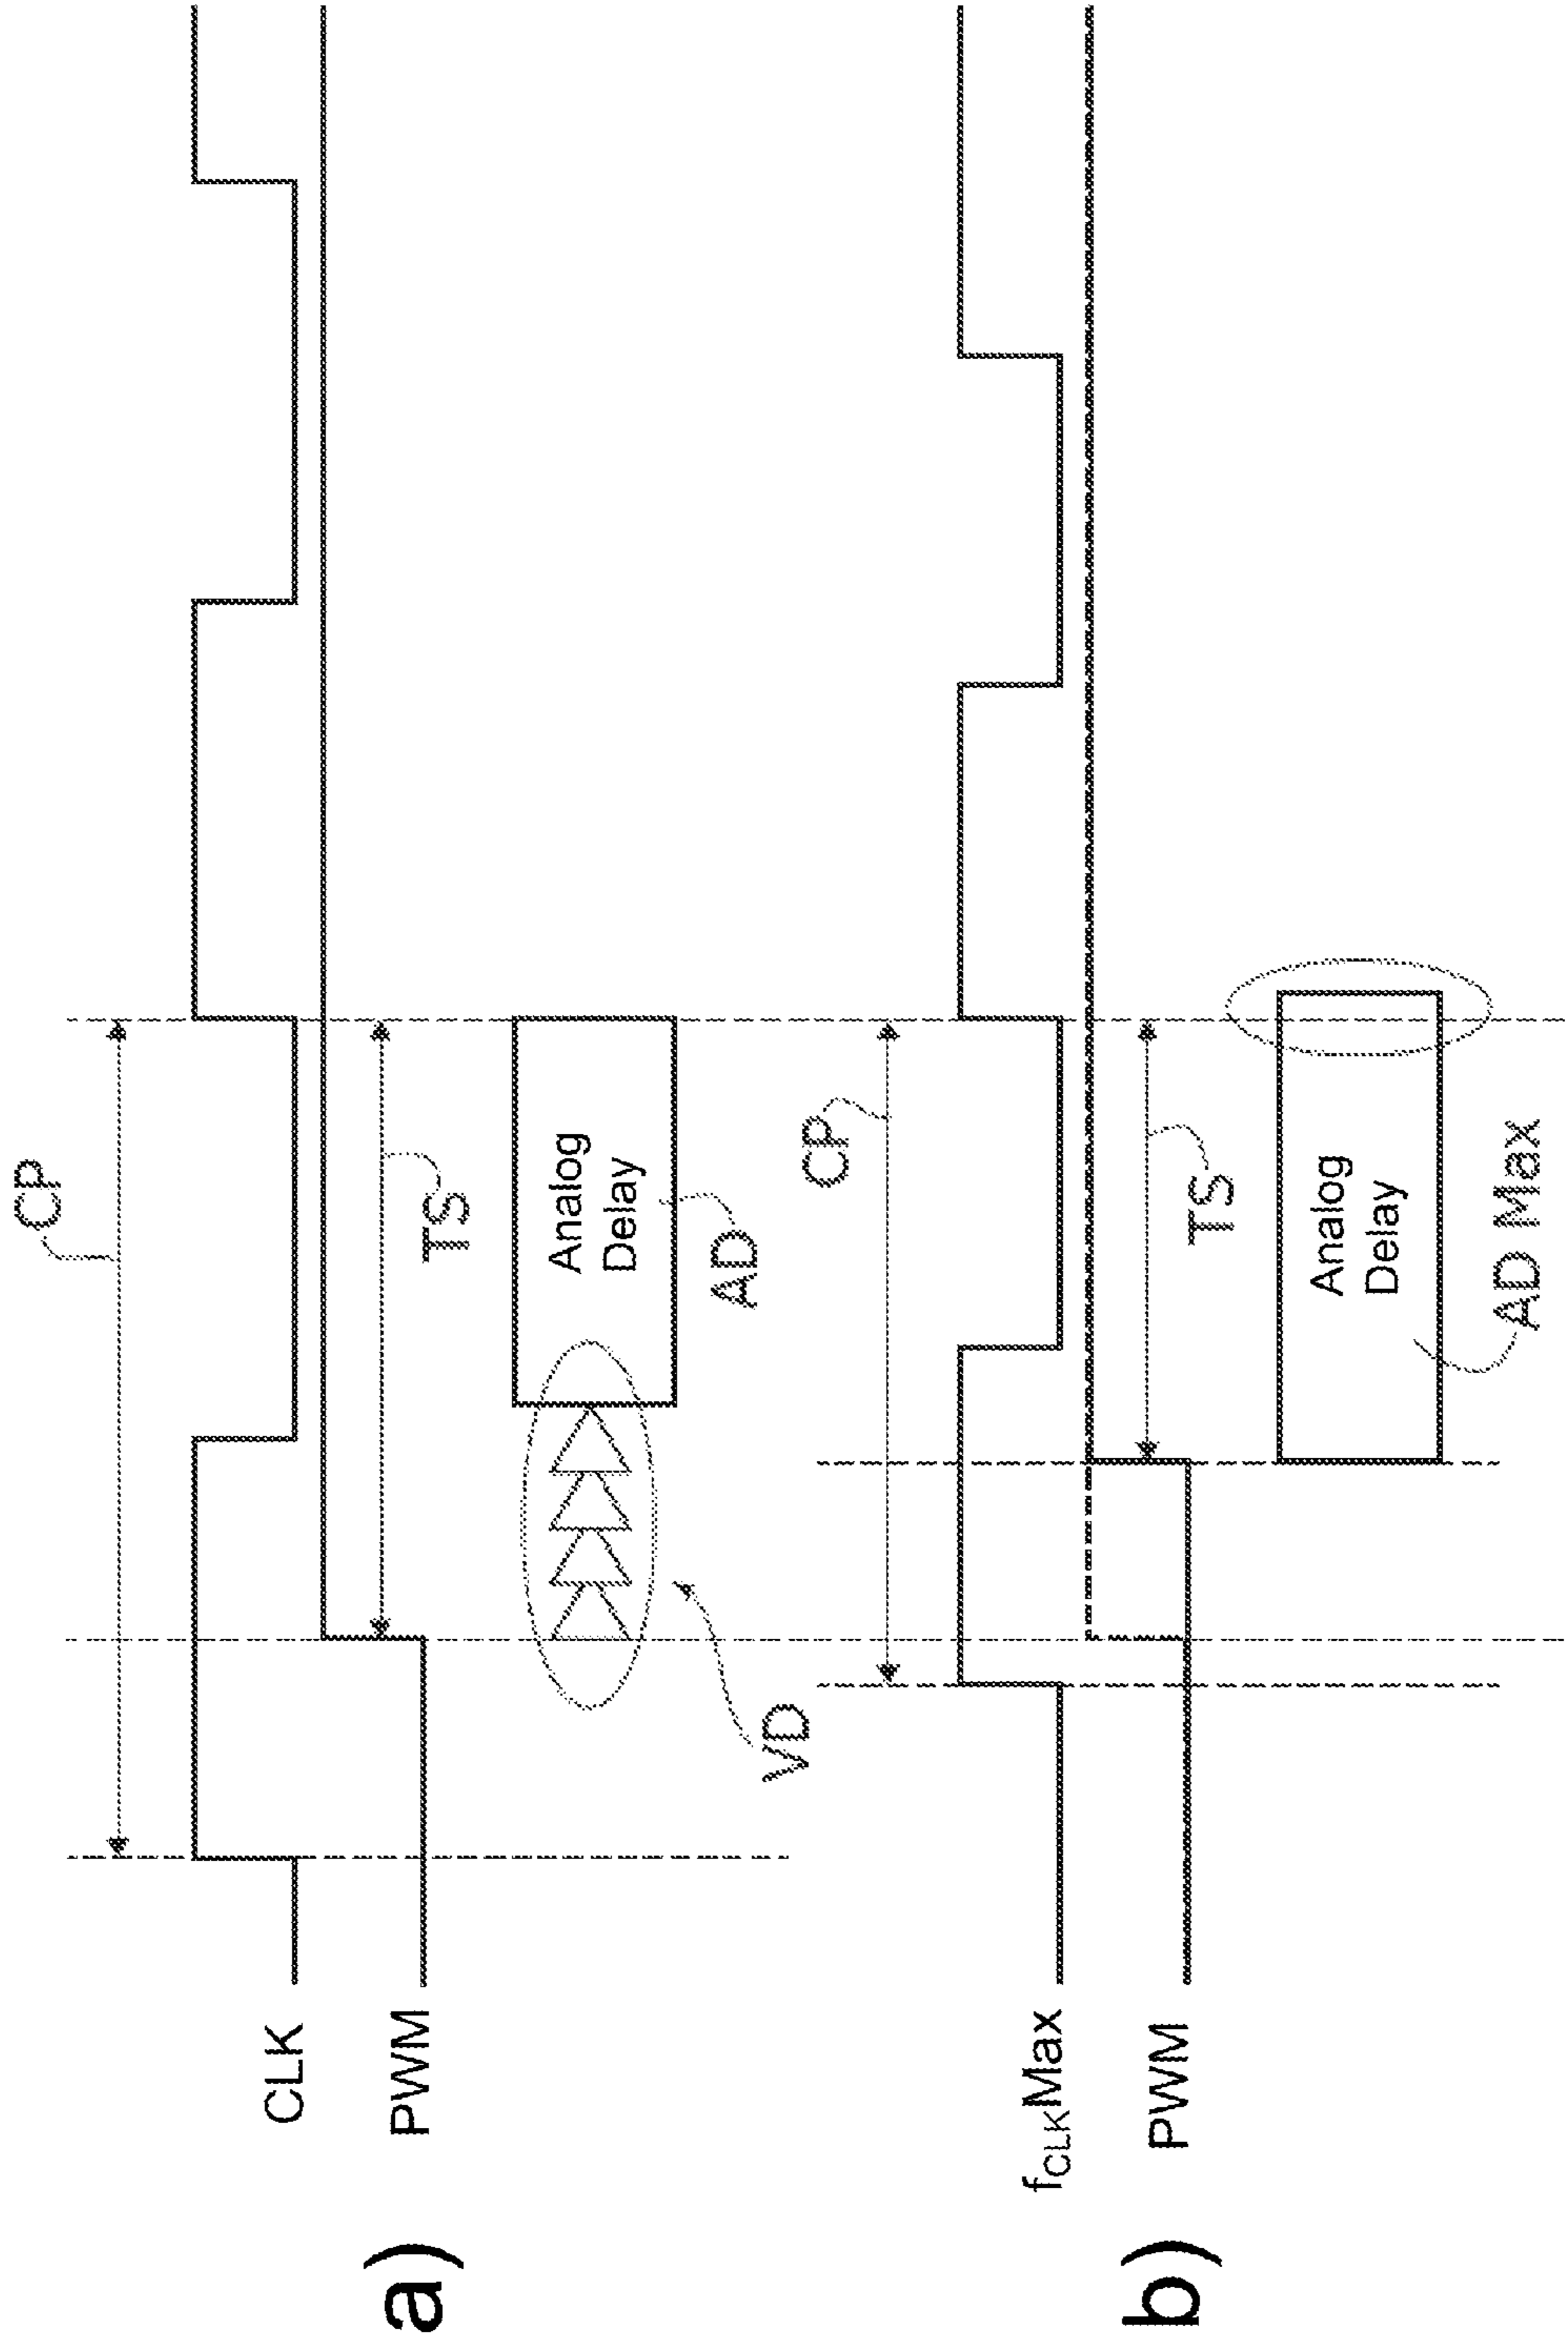 a)
CP
CLK
PWM
TS
Analog
Delay
AD
VD
b)
CP
fCLKMax
PWM
TS
Analog
Delay
AD Max